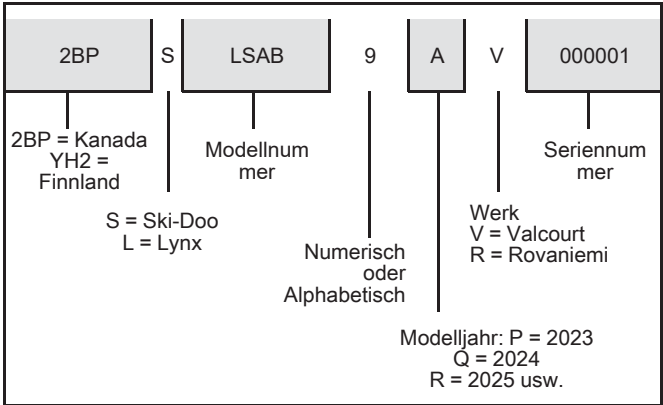 2BP S LSAB 9 A V 000001
2BP = Kanada
YH2 =
Finnland
S = Ski-Doo
L = Lynx
Modellnum
mer
Numerisch
oder
Alphabetisch
Modelljahr: P = 2023
Q = 2024
R = 2025 usw.
Werk
V = Valcourt
R = Rovaniemi
Seriennum
mer